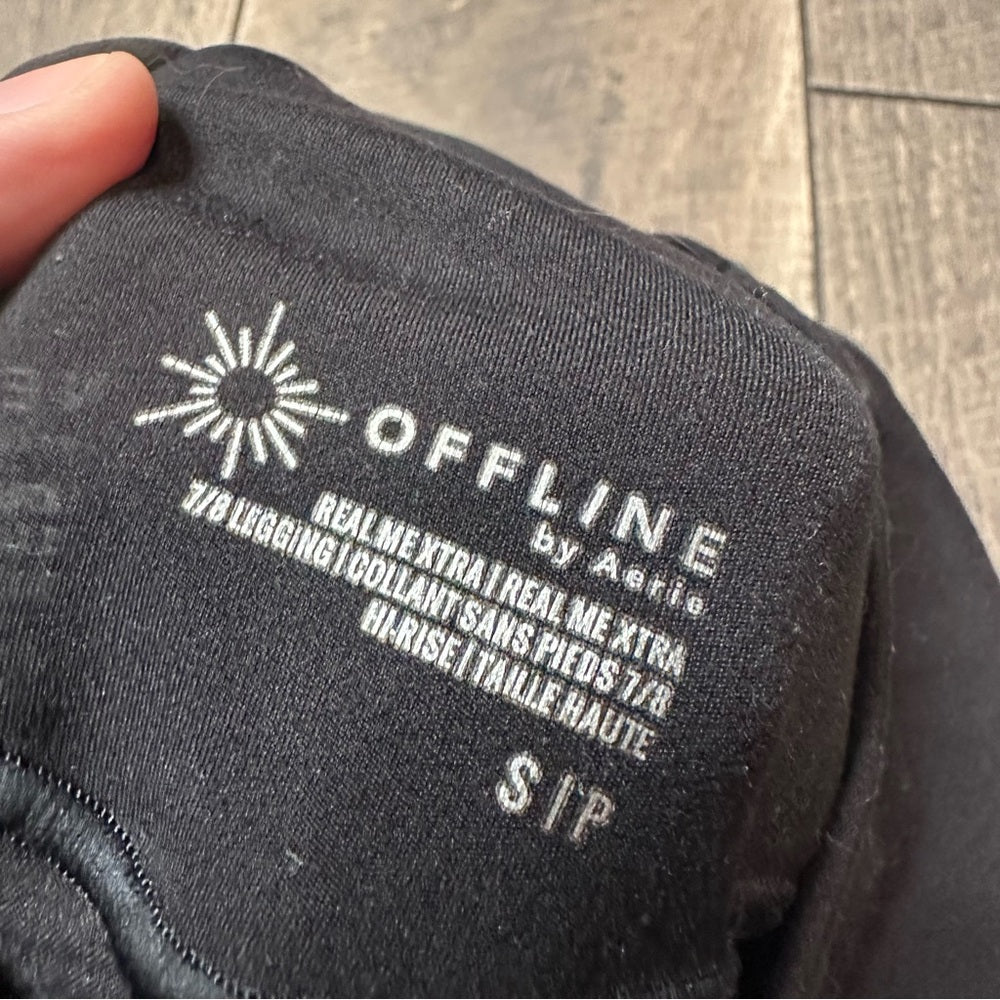 OFFLINE
by Aerie
REAL ME XTRA | REAL ME XTRA
7/8 LEGGING | COLLANT SANS PIEDS 7/8
HI-RISE | TAILLE HAUTE
S | P